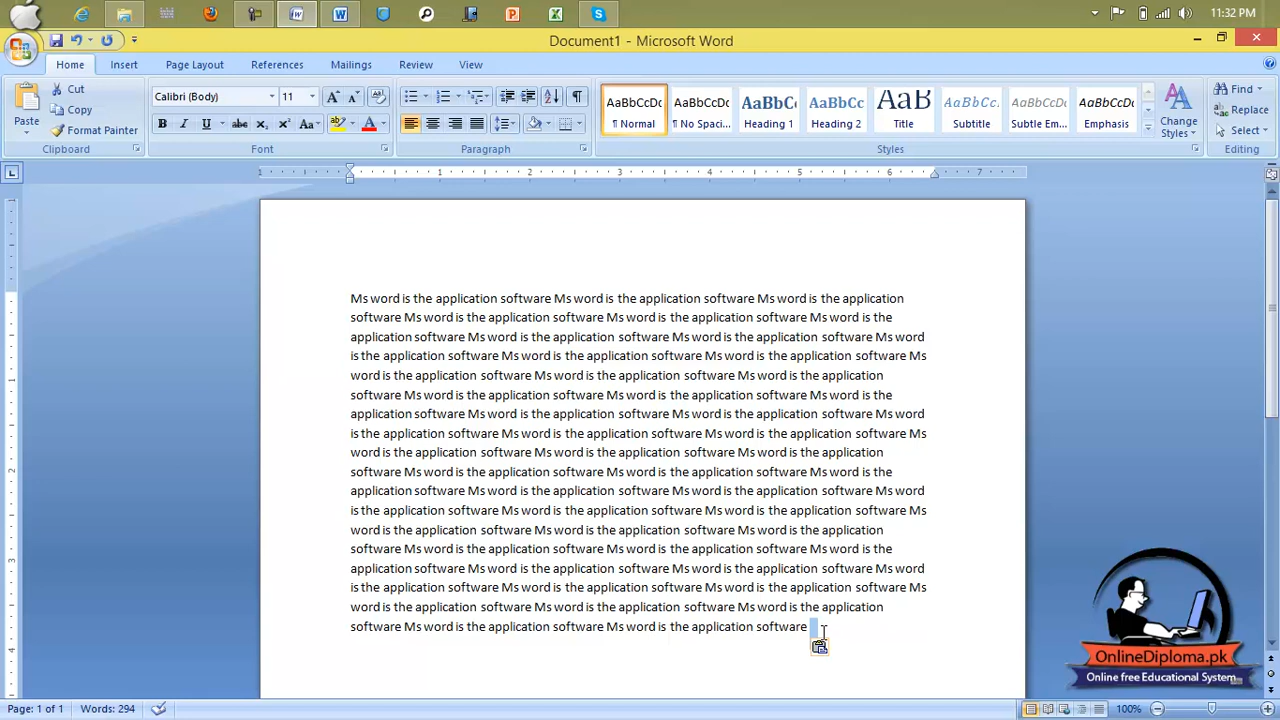 11:32 PM
Document1 - Microsoft Word
Home Insert Page Layout References Mailings Review View
Paste
Cut
Copy
Format Painter
Clipboard
Calibri (Body) 11
Font
Paragraph
AaBbCcDc AaBbCcDc AaBbC AaBbCc AaB AaBbCc. AaBbCcDc AaBbCcDc
¶ Normal ¶ No Spaci... Heading 1 Heading 2 Title Subtitle Subtle Em... Emphasis
Change Styles
Styles
Find
Replace
Select
Editing
1 1 2 3 4 5 6 7
Ms word is the application software Ms word is the application software Ms word is the application
software Ms word is the application software Ms word is the application software Ms word is the
application software Ms word is the application software Ms word is the application software Ms word
is the application software Ms word is the application software Ms word is the application software Ms
word is the application software Ms word is the application software Ms word is the application
software Ms word is the application software Ms word is the application software Ms word is the
application software Ms word is the application software Ms word is the application software Ms word
is the application software Ms word is the application software Ms word is the application software Ms
word is the application software Ms word is the application software Ms word is the application
software Ms word is the application software Ms word is the application software Ms word is the
application software Ms word is the application software Ms word is the application software Ms word
is the application software Ms word is the application software Ms word is the application software Ms
word is the application software Ms word is the application software Ms word is the application
software Ms word is the application software Ms word is the application software Ms word is the
application software Ms word is the application software Ms word is the application software Ms word
is the application software Ms word is the application software Ms word is the application software Ms
word is the application software Ms word is the application software Ms word is the application
software Ms word is the application software Ms word is the application software
OnlineDiploma.pk
Online free Educational System
Page: 1 of 1 Words: 294
100%